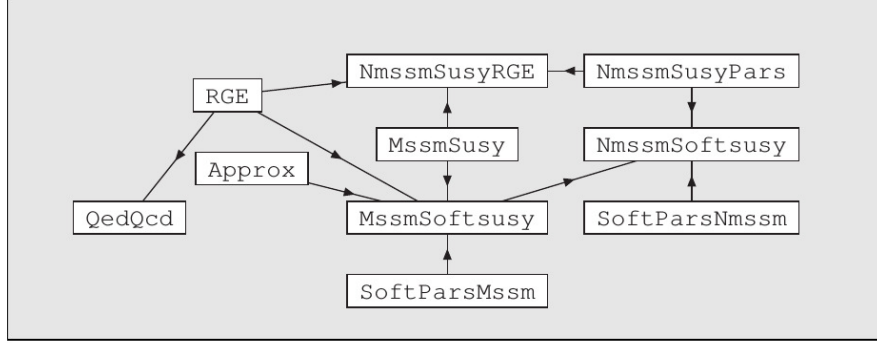 NmssmSusyRGE
NmssmSusyPars
RGE
MssmSusy
NmssmSoftsusy
Approx
QedQcd
MssmSoftsusy
SoftParsNmssm
SoftParsMssm